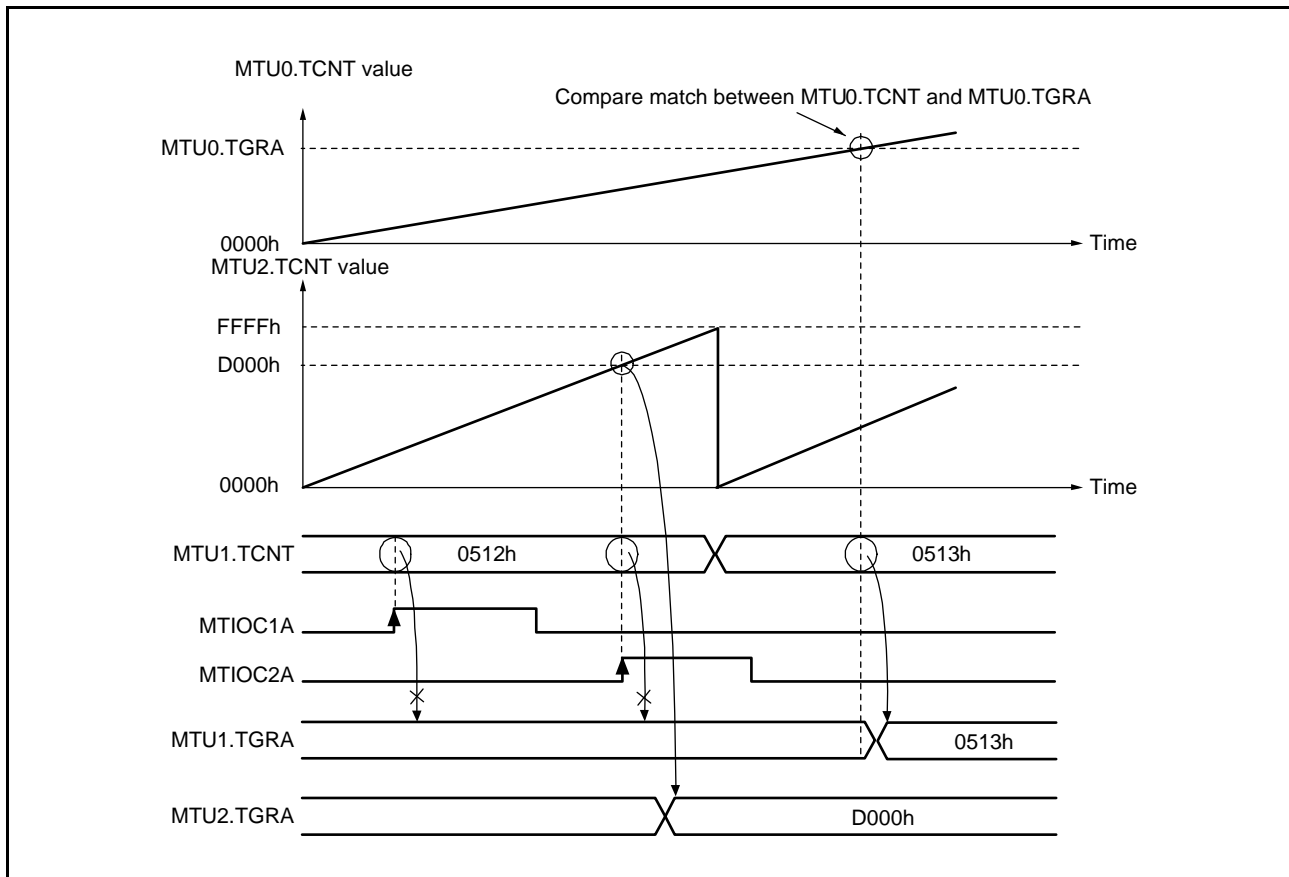 MTU0.TCNT value
Compare match between MTU0.TCNT and MTU0.TGRA
MTU0.TGRA
0000h
Time
MTU2.TCNT value
FFFFh
D000h
0000h
Time
MTU1.TCNT
0512h
0513h
MTIOC1A
MTIOC2A
MTU1.TGRA
0513h
MTU2.TGRA
D000h